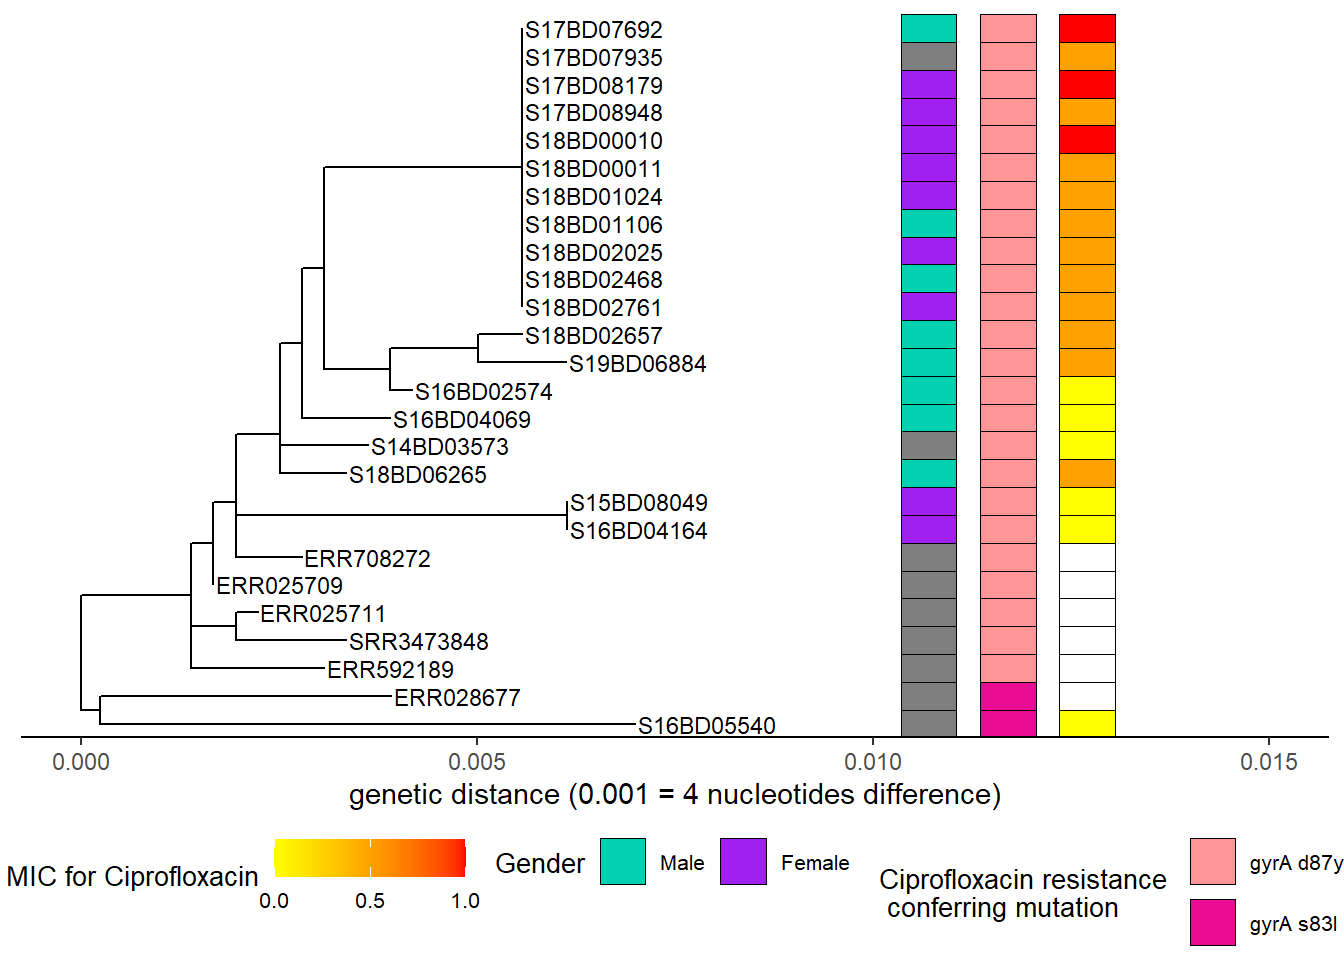 S17BD07692
S17BD07935
S17BD08179
S17BD08948
S18BD00010
S18BD00011
S18BD01024
S18BD01106
S18BD02025
S18BD02468
S18BD02761
S18BD02657
S19BD06884
S16BD02574
S16BD04069
S14BD03573
S18BD06265
S15BD08049
S16BD04164
ERR708272
ERR025709
ERR025711
SRR3473848
ERR592189
ERR028677
S16BD05540
0.000 0.005 0.010 0.015
genetic distance (0.001 = 4 nucleotides difference)
MIC for Ciprofloxacin
0.0 0.5 1.0
Gender Male Female
Ciprofloxacin resistance
conferring mutation
gyrA d87y
gyrA s83l